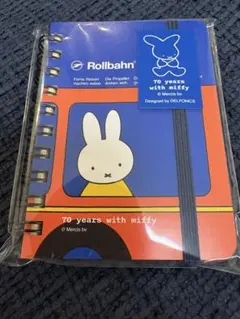 Rollbahn
70 years
with miffy
© Mercis bv
Designed by DELFONICS
70 years with miffy
© Mercis bv